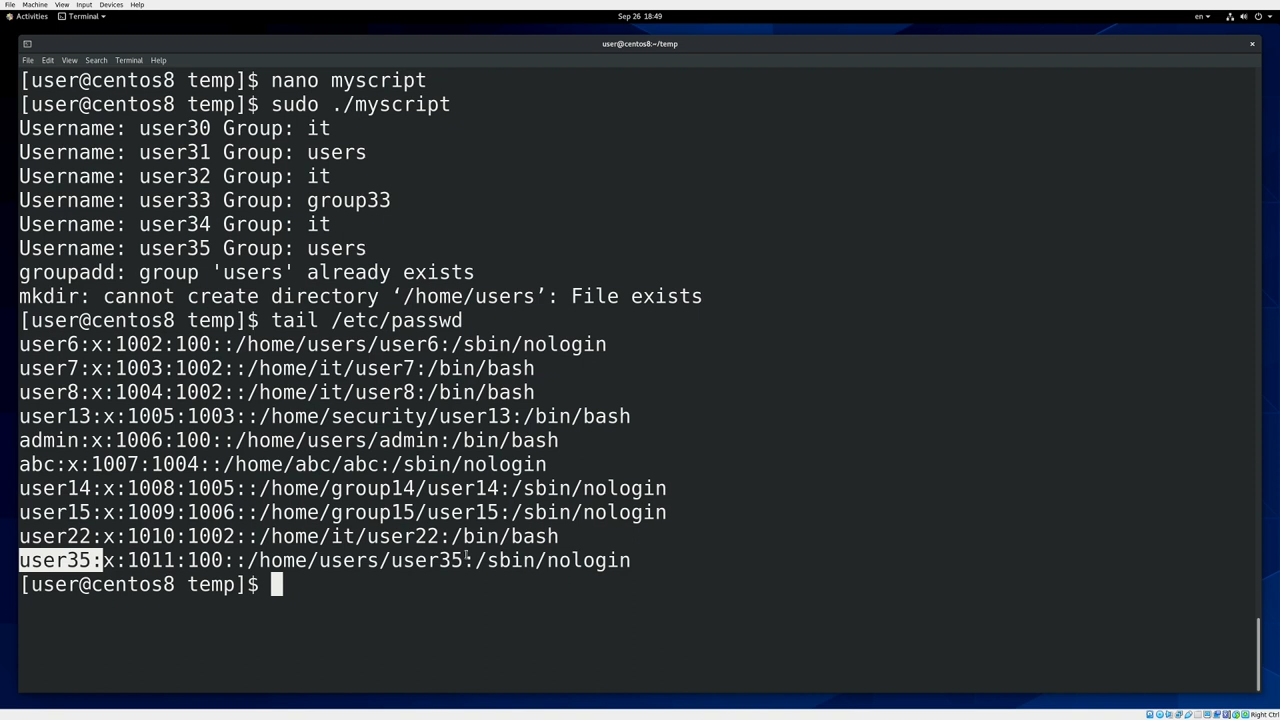 File Machine View Input Devices Help
Activities Terminal Sep 26 18:49 en
user@centos8:~/temp
File Edit View Search Terminal Help
[user@centos8 temp]$ nano myscript
[user@centos8 temp]$ sudo ./myscript
Username: user30 Group: it
Username: user31 Group: users
Username: user32 Group: it
Username: user33 Group: group33
Username: user34 Group: it
Username: user35 Group: users
groupadd: group 'users' already exists
mkdir: cannot create directory ‘/home/users’: File exists
[user@centos8 temp]$ tail /etc/passwd
user6:x:1002:100::/home/users/user6:/sbin/nologin
user7:x:1003:1002::/home/it/user7:/bin/bash
user8:x:1004:1002::/home/it/user8:/bin/bash
user13:x:1005:1003::/home/security/user13:/bin/bash
admin:x:1006:100::/home/users/admin:/bin/bash
abc:x:1007:1004::/home/abc/abc:/sbin/nologin
user14:x:1008:1005::/home/group14/user14:/sbin/nologin
user15:x:1009:1006::/home/group15/user15:/sbin/nologin
user22:x:1010:1002::/home/it/user22:/bin/bash
user35:x:1011:100::/home/users/user35:/sbin/nologin
[user@centos8 temp]$
Right Ctrl